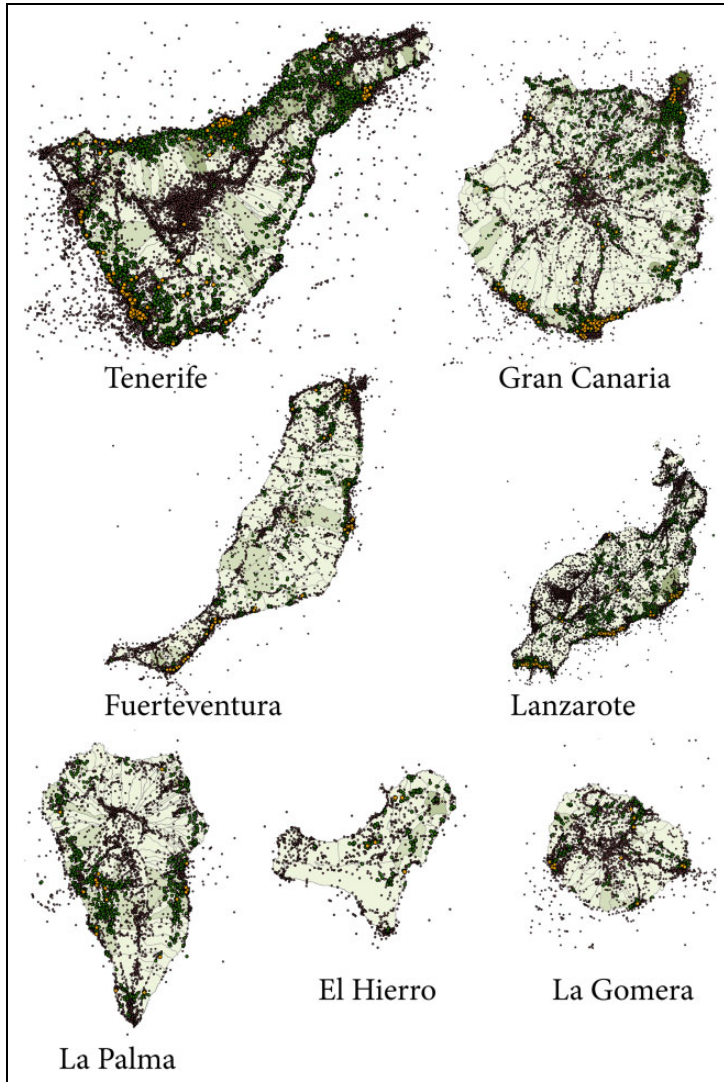 Tenerife
Gran Canaria
Fuerteventura
Lanzarote
La Palma
El Hierro
La Gomera